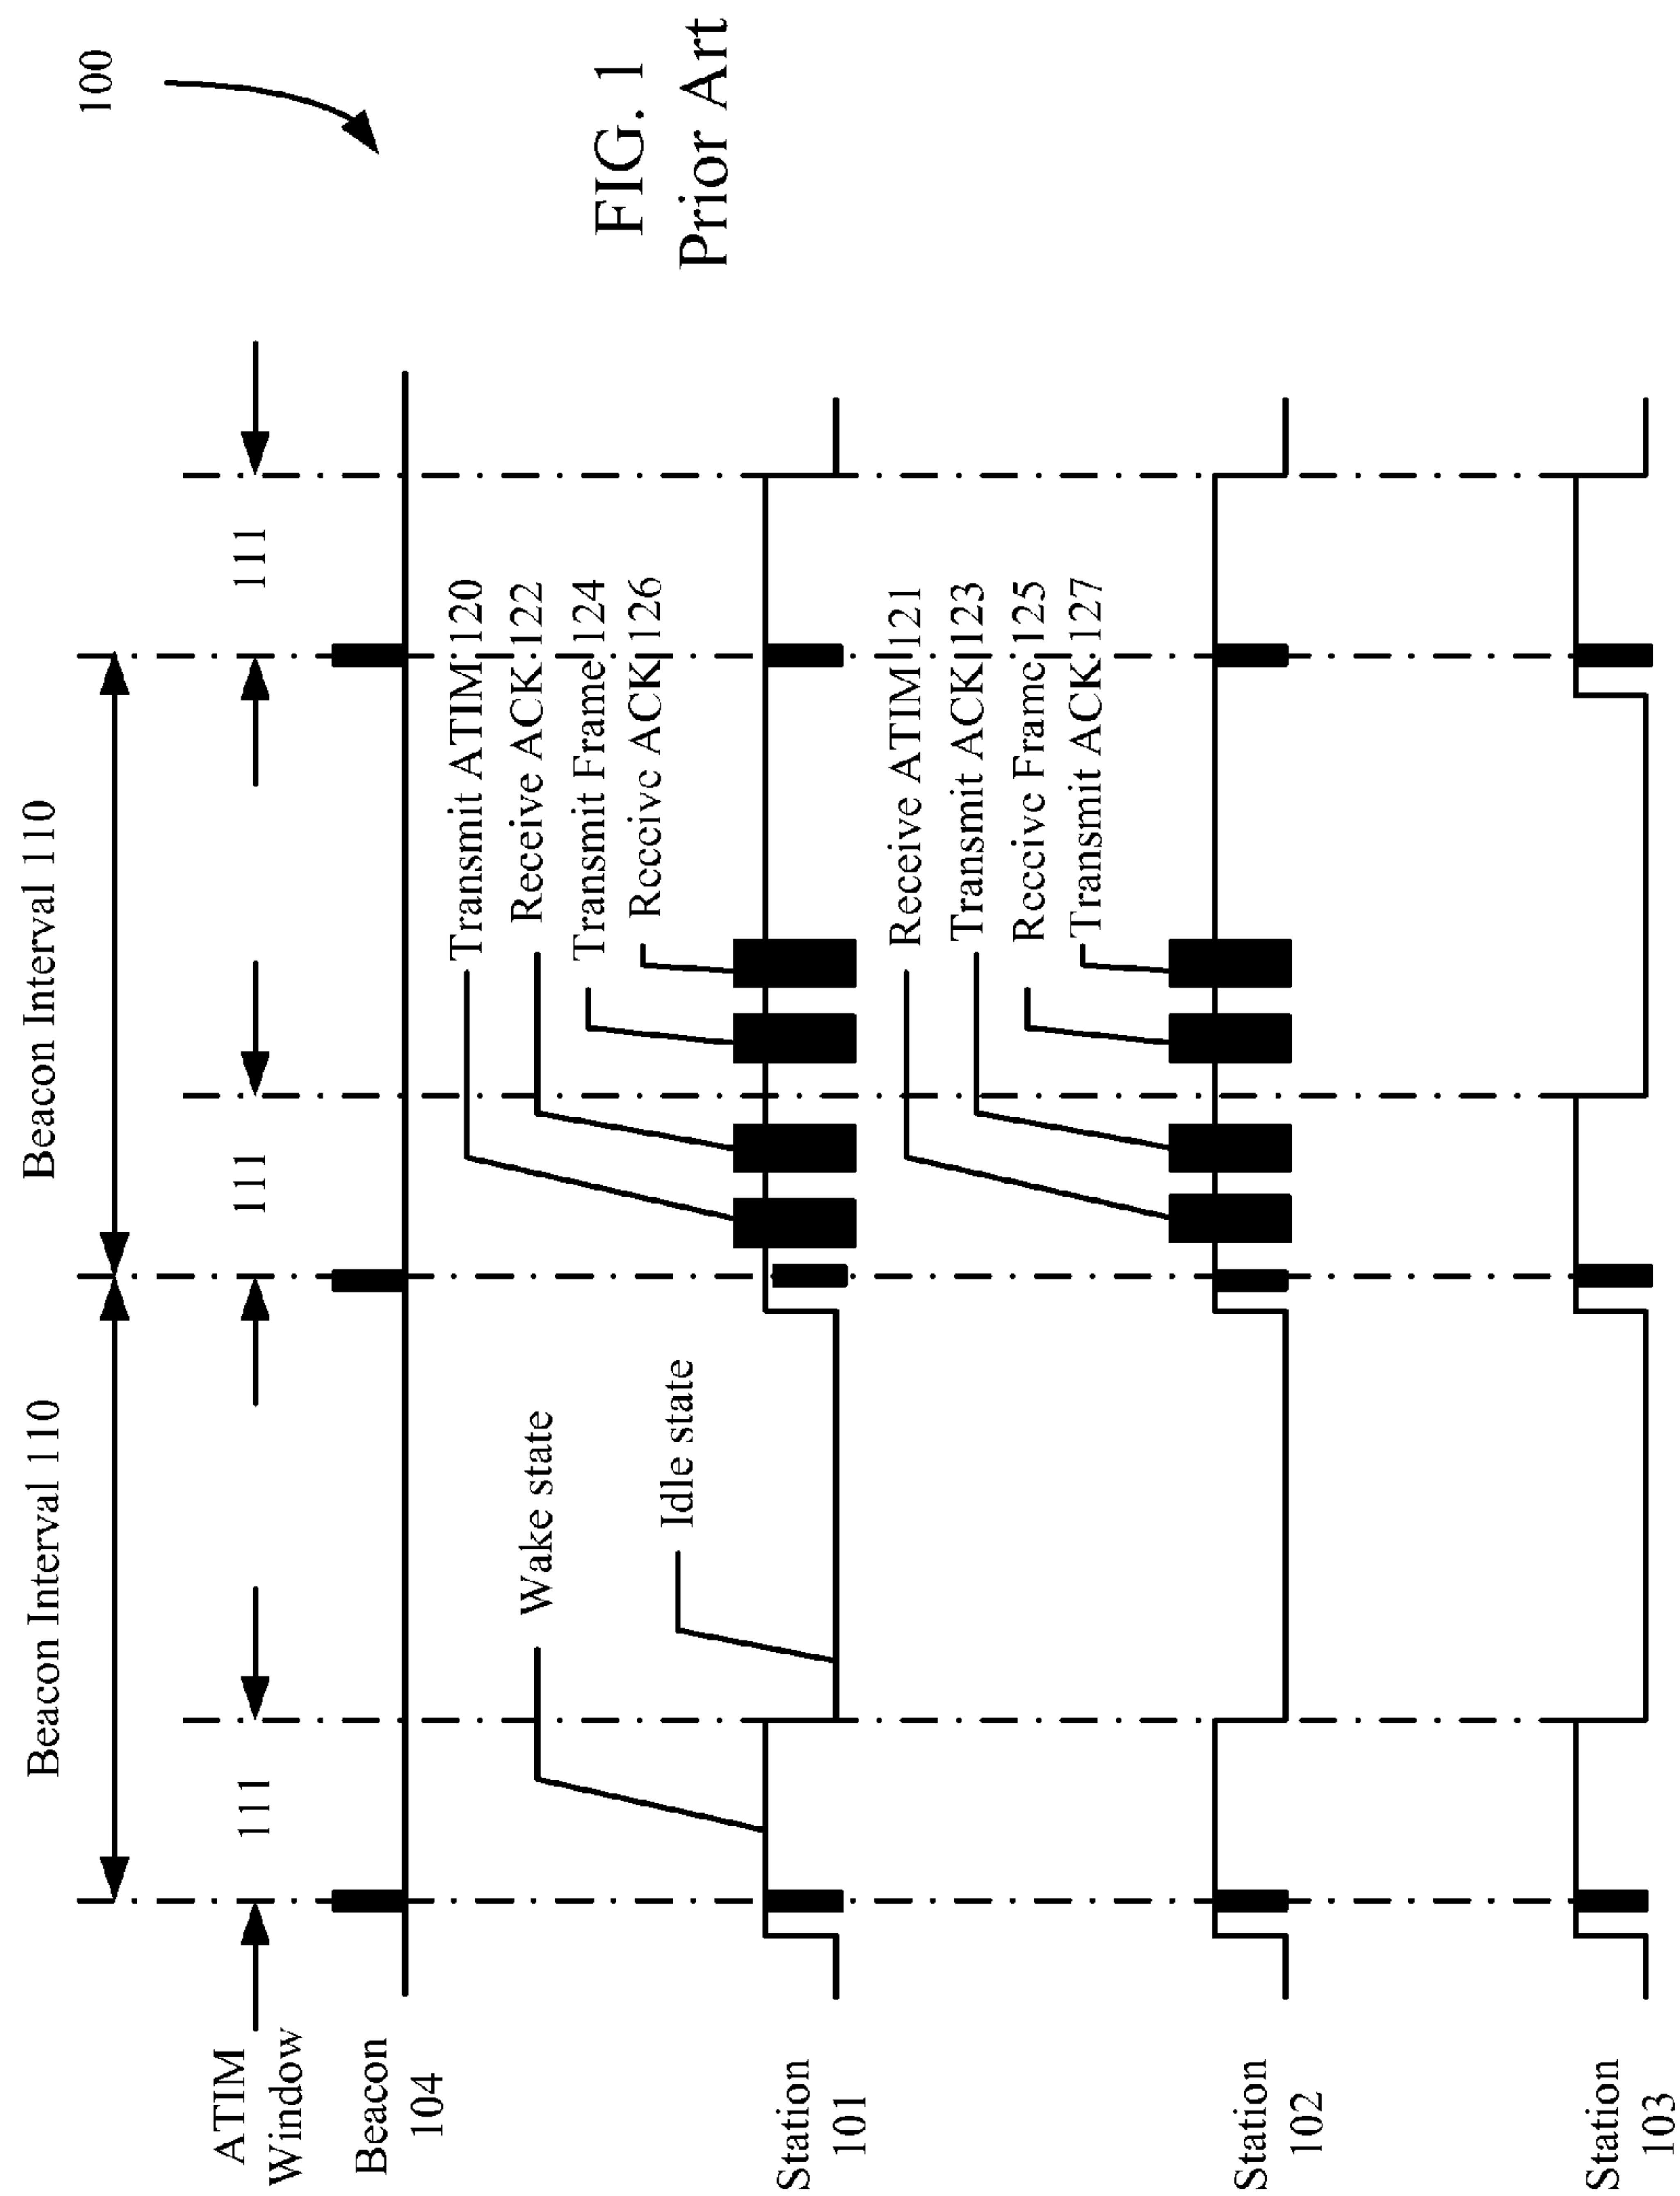 100
FIG. 1
Prior Art
Beacon Interval 110
Beacon Interval 110
ATIM
Window
111
111
111
Beacon
104
Wake state
Idle state
Transmit ATIM 120
Receive ACK 122
Transmit Frame 124
Receive ACK 126
Station
101
Receive ATIM 121
Transmit ACK 123
Receive Frame 125
Transmit ACK 127
Station
102
Station
103